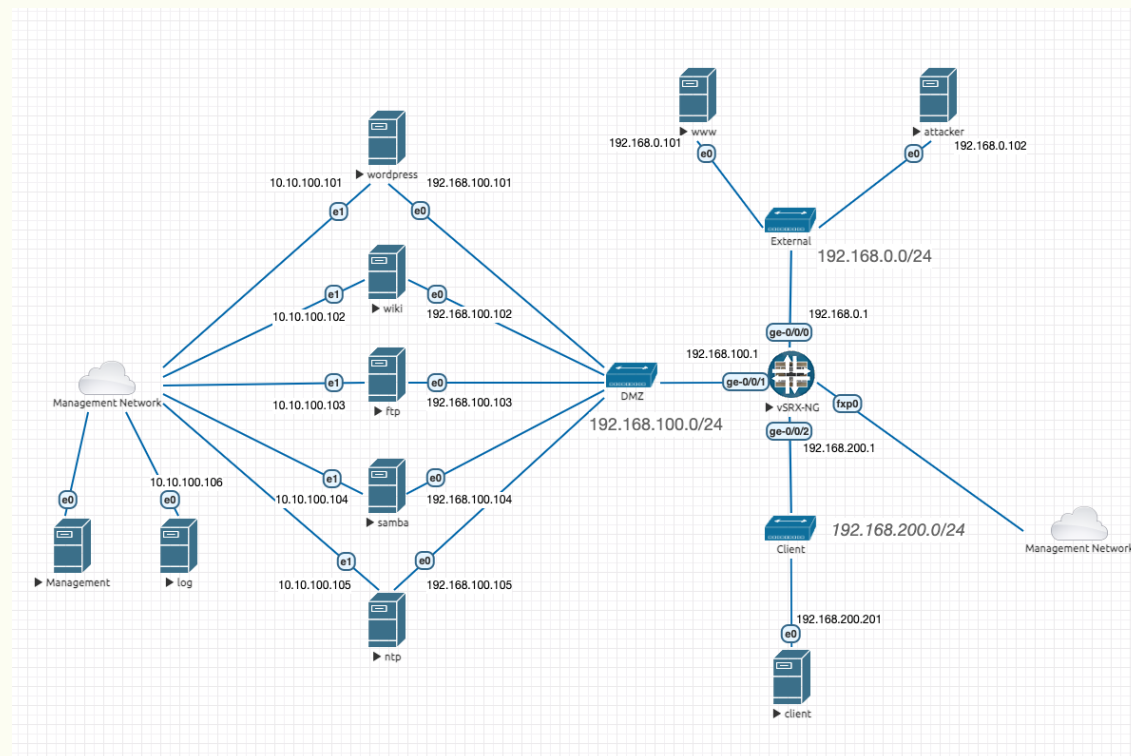 www
192.168.0.101
e0
attacker
192.168.0.102
e0
External
192.168.0.0/24
wordpress
10.10.100.101
192.168.100.101
e1
e0
wiki
e1
e0
10.10.100.102
192.168.100.102
192.168.0.1
ge-0/0/0
192.168.100.1
ge-0/0/1
vSRX-NG
fxp0
ge-0/0/2
192.168.200.1
Management Network
e1
e0
10.10.100.103
192.168.100.103
ftp
DMZ
192.168.100.0/24
e1
e0
10.10.100.104
192.168.100.104
samba
10.10.100.106
e0
e0
Management
log
e1
e0
10.10.100.105
192.168.100.105
ntp
Client
192.168.200.0/24
Management Network
192.168.200.201
e0
client